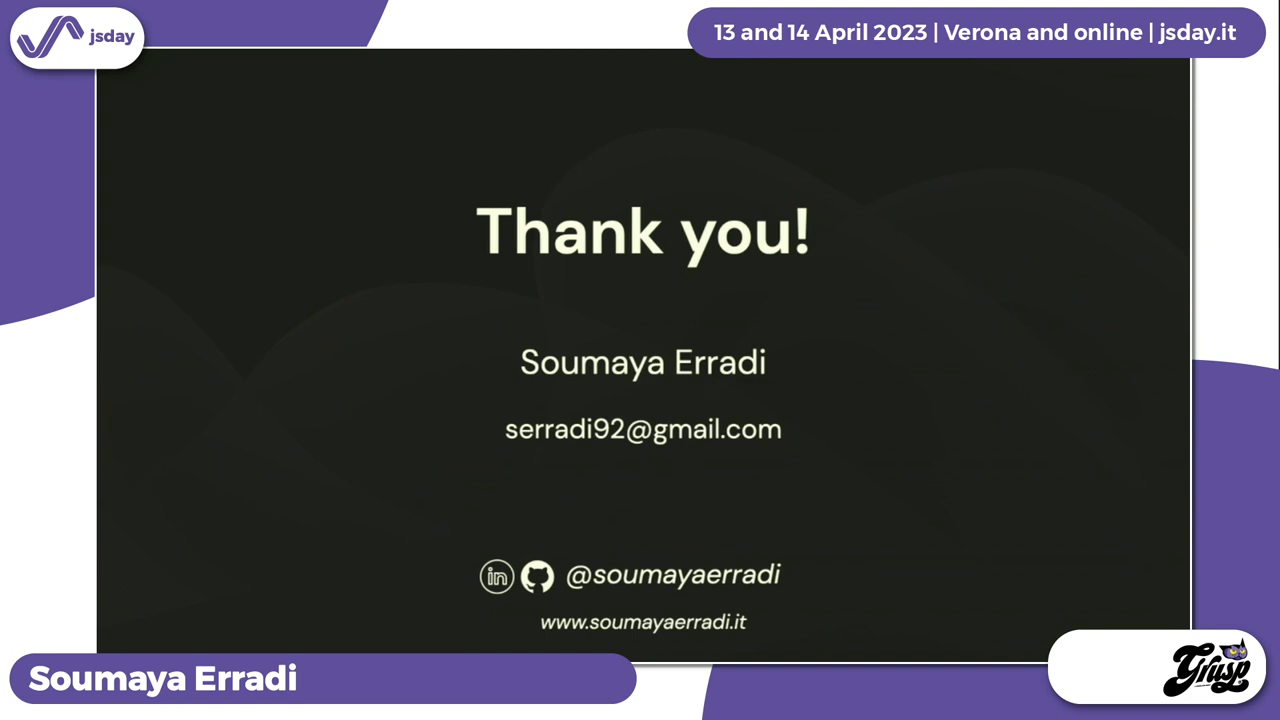 jsday
13 and 14 April 2023 | Verona and online | jsday.it
Thank you!
Soumaya Erradi
serradi92@gmail.com
in @soumayaerradi
www.soumayaerradi.it
Soumaya Erradi
Grusp